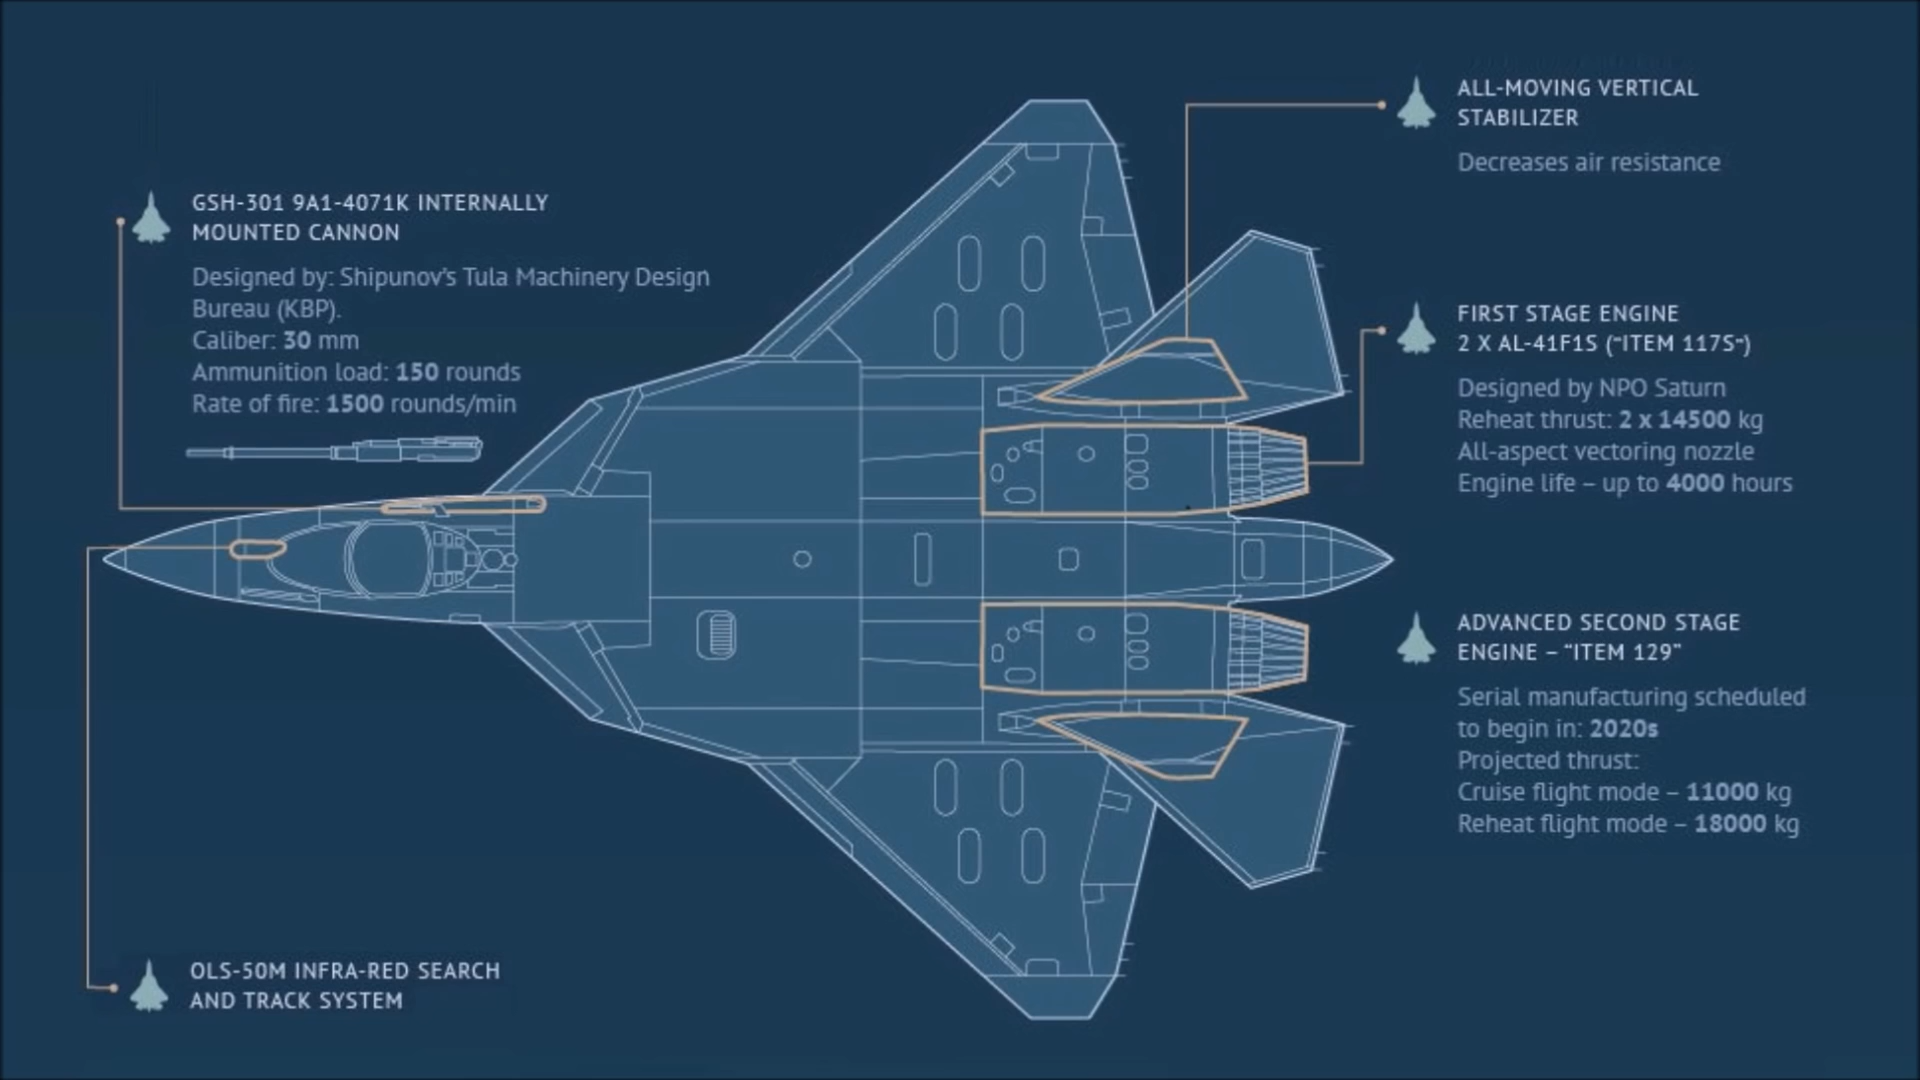 GSH-301 9A1-4071K INTERNALLY
MOUNTED CANNON
Designed by: Shipunov's Tula Machinery Design
Bureau (KBP).
Caliber: 30 mm
Ammunition load: 150 rounds
Rate of fire: 1500 rounds/min
OLS-50M INFRA-RED SEARCH
AND TRACK SYSTEM
ALL-MOVING VERTICAL
STABILIZER
Decreases air resistance
FIRST STAGE ENGINE
2 X AL-41F1S ("ITEM 117S")
Designed by NPO Saturn
Reheat thrust: 2 x 14500 kg
All-aspect vectoring nozzle
Engine life – up to 4000 hours
ADVANCED SECOND STAGE
ENGINE – “ITEM 129”
Serial manufacturing scheduled
to begin in: 2020s
Projected thrust:
Cruise flight mode – 11000 kg
Reheat flight mode – 18000 kg